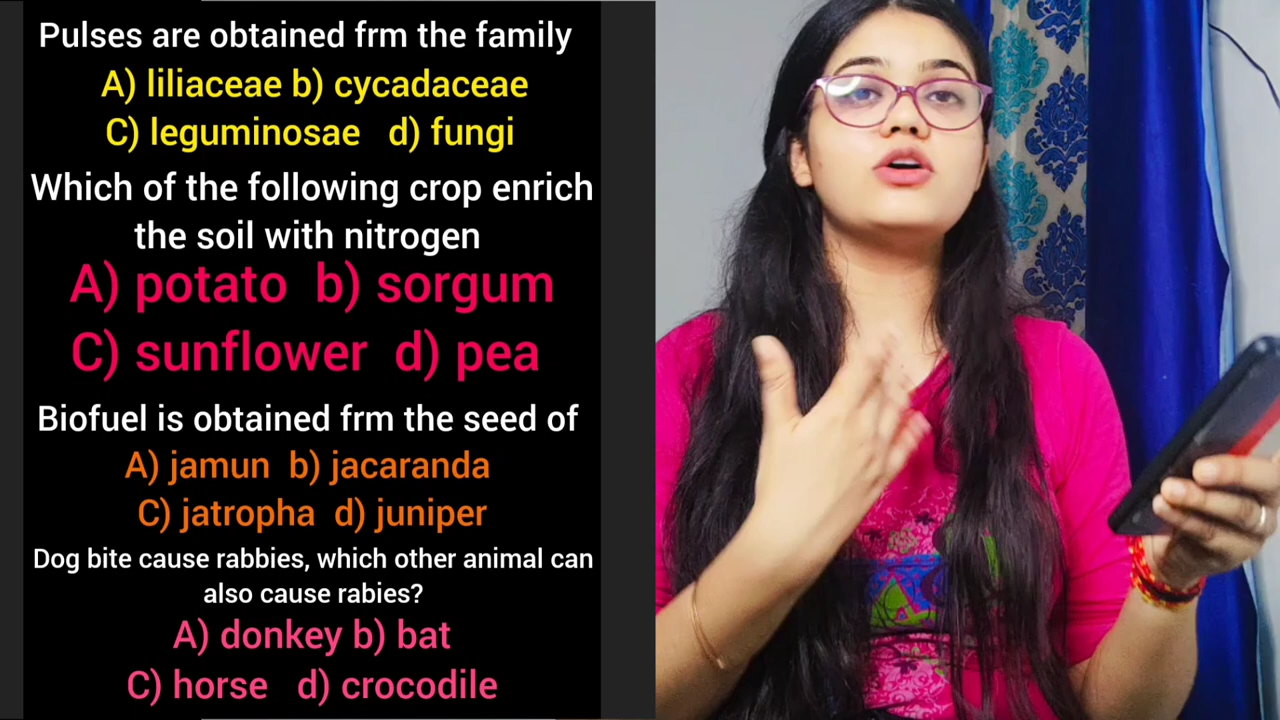 Pulses are obtained frm the family
A) liliaceae b) cycadaceae
C) leguminosae d) fungi
Which of the following crop enrich
the soil with nitrogen
A) potato b) sorgum
C) sunflower d) pea
Biofuel is obtained frm the seed of
A) jamun b) jacaranda
C) jatropha d) juniper
Dog bite cause rabbies, which other animal can
also cause rabies?
A) donkey b) bat
C) horse d) crocodile